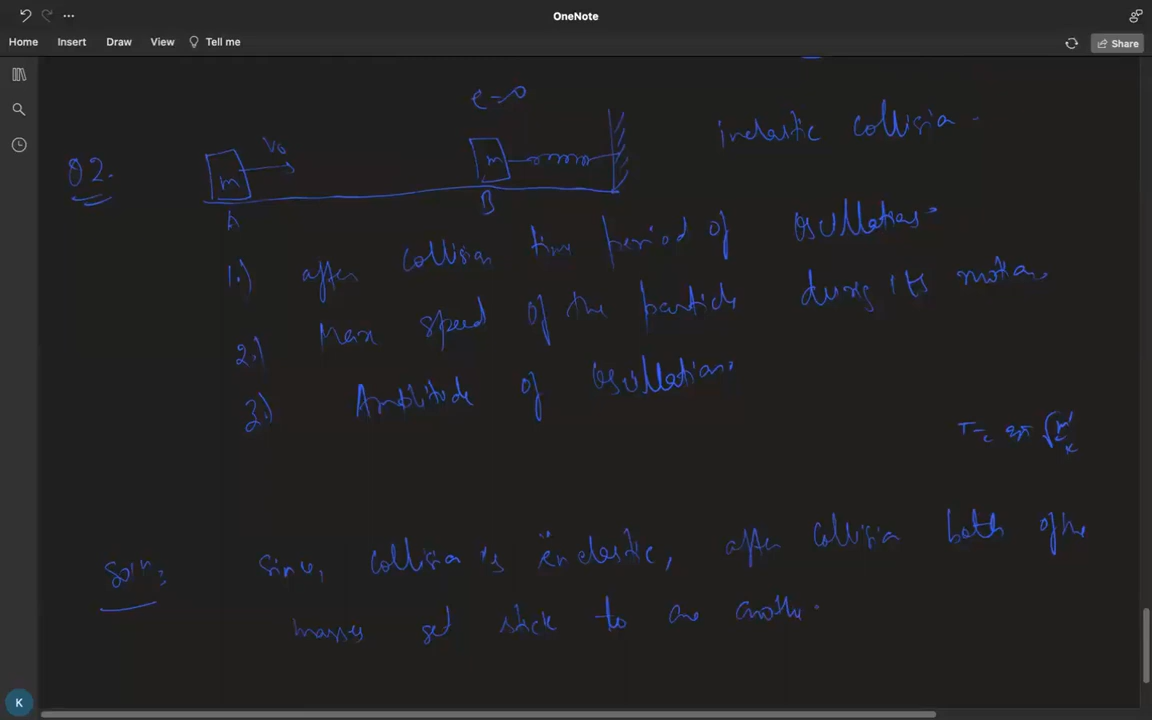 OneNote
Home Insert Draw View Tell me
Share
e=0
inelastic collision.
Q2.
m V0 m
A B
1.) after collision time period of oscillations.
2.) Max speed of the particle during its motion.
3.) Amplitude of oscillations.
T= 2π √m/k
Soln: Since, collision is inelastic, after collision both of the
masses get stick to one another.
K